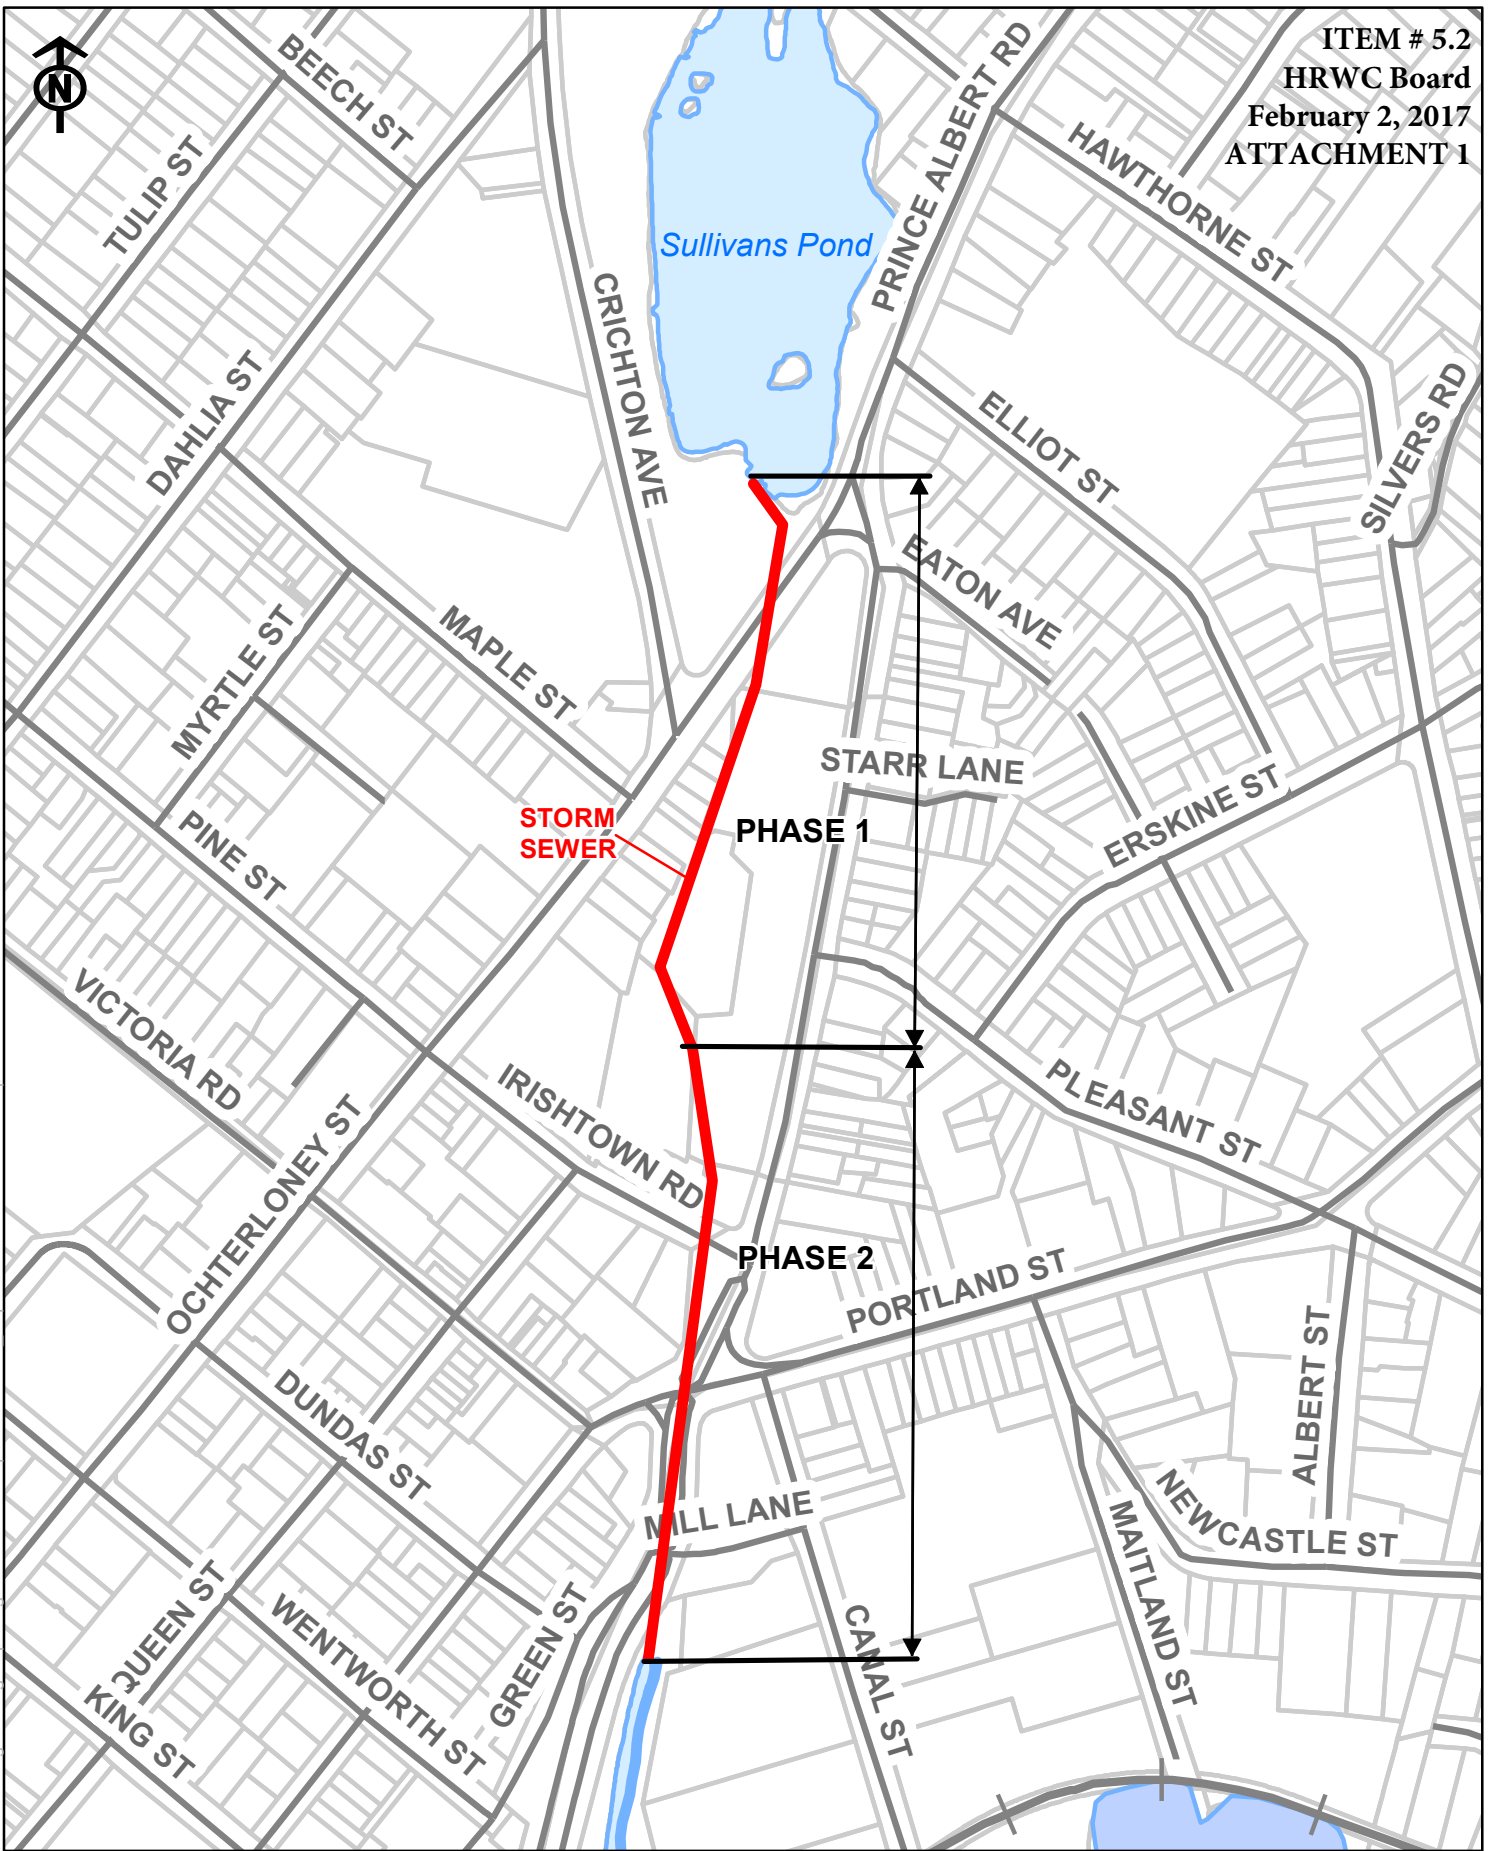 ITEM # 5.2
HRWC Board
February 2, 2017
ATTACHMENT 1
N
BEECH ST
TULIP ST
PRINCE ALBERT RD
HAWTHORNE ST
Sullivans Pond
CRICHTON AVE
DAHLIA ST
ELLIOT ST
SILVERS RD
EATON AVE
MAPLE ST
MYRTLE ST
STARR LANE
STORM
SEWER
PHASE 1
ERSKINE ST
PINE ST
VICTORIA RD
IRISHTOWN RD
PLEASANT ST
OCHTERLONEY ST
PHASE 2
PORTLAND ST
ALBERT ST
DUNDAS ST
MILL LANE
NEWCASTLE ST
MAITLAND ST
QUEEN ST
WENTWORTH ST
GREEN ST
CANAL ST
KING ST